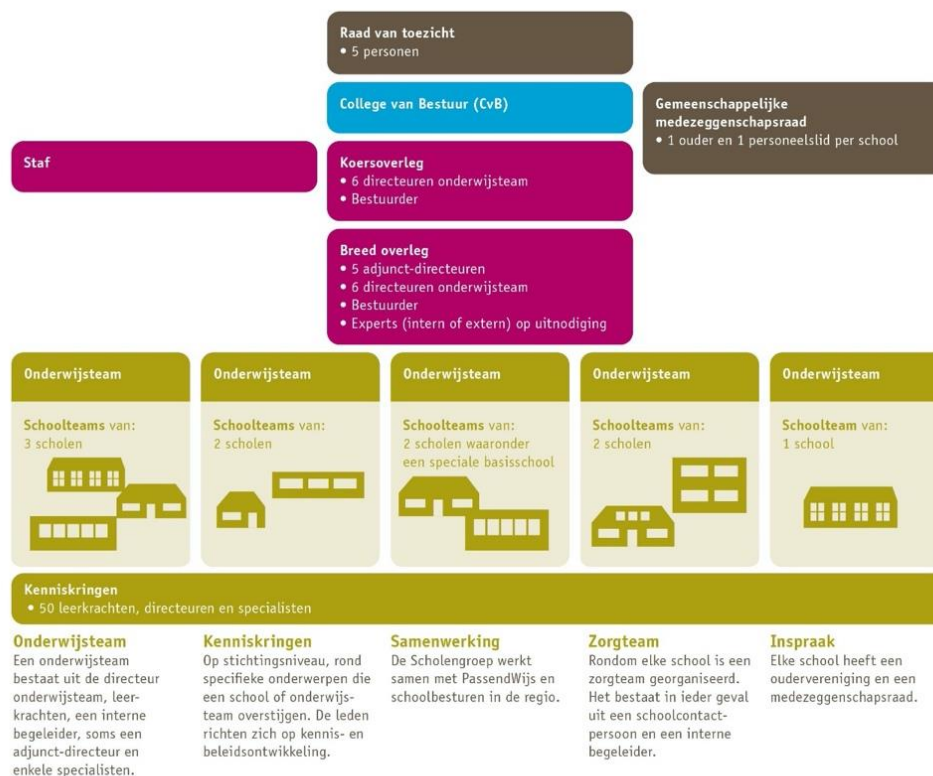 Raad van toezicht
• 5 personen
College van Bestuur (CvB)
Gemeenschappelijke
medezeggenschapsraad
• 1 ouder en 1 personeelslid per school
Staf
Koersoverleg
• 6 directeuren onderwijsteam
• Bestuurder
Breed overleg
• 5 adjunct-directeuren
• 6 directeuren onderwijsteam
• Bestuurder
• Experts (intern of extern) op uitnodiging
Onderwijsteam
Schoolteams van:
3 scholen
Onderwijsteam
Schoolteams van:
2 scholen
Onderwijsteam
Schoolteams van:
2 scholen waaronder
een speciale basisschool
Onderwijsteam
Schoolteams van:
2 scholen
Onderwijsteam
Schoolteam van:
1 school
Kenniskringen
• 50 leerkrachten, directeuren en specialisten
Onderwijsteam
Een onderwijsteam
bestaat uit de directeur
onderwijsteam, leer-
krachten, een interne
begeleider, soms een
adjunct-directeur en
enkele specialisten.
Kenniskringen
Op stichtingsniveau, rond
specifieke onderwerpen die
een school of onderwijs-
team overstijgen. De leden
richten zich op kennis- en
beleidsontwikkeling.
Samenwerking
De Scholengroep werkt
samen met PassendWijs en
schoolbesturen in de regio.
Zorgteam
Rondom elke school is een
zorgteam georganiseerd.
Het bestaat in ieder geval
uit een schoolcontact-
persoon en een interne
begeleider.
Inspraak
Elke school heeft een
oudervereniging en een
medezeggenschapsraad.